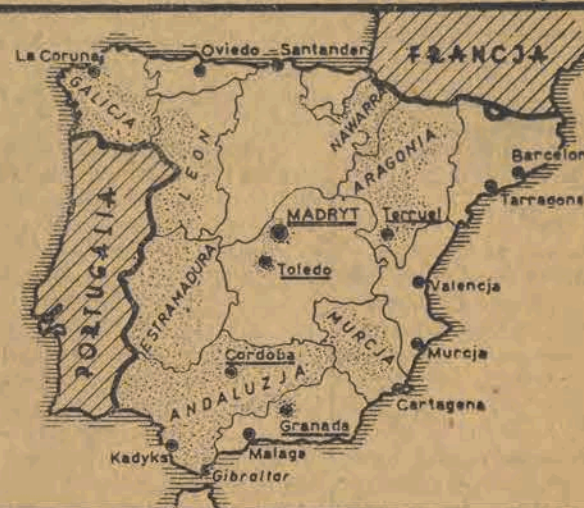 La Coruna
Oviedo
Santander
FRANCJA
GALICJA
LEON
NAWARRA
ARAGONIA
Barcelon
Tarragona
PORTUGALIA
MADRYT
Terruel
Toledo
Valencja
ESTRAMADURA
MURCJA
Murcja
Cordoba
ANDALUZJA
Cartagena
Granada
Kadyks
Malaga
Gibraltar